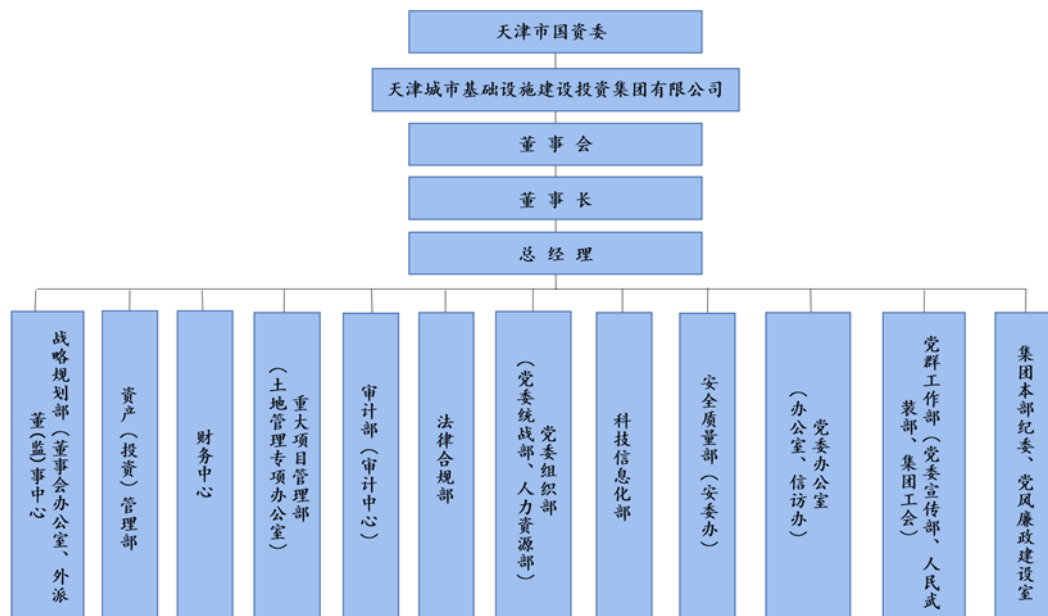 天津市国资委
天津城市基础设施建设投资集团有限公司
董事会
董事长
总经理
战略规划部（董事会办公室、外派
董(监)事中心
资产（投资）管理部
财务中心
重大项目管理部
（土地管理专项办公室）
审计部（审计中心）
法律合规部
党委组织部
（党委统战部、人力资源部）
科技信息化部
安全质量部（安委办）
党委办公室
（办公室、信访办）
党群工作部（党委宣传部、人民武
装部、集团工会）
集团本部纪委、党风廉政建设室